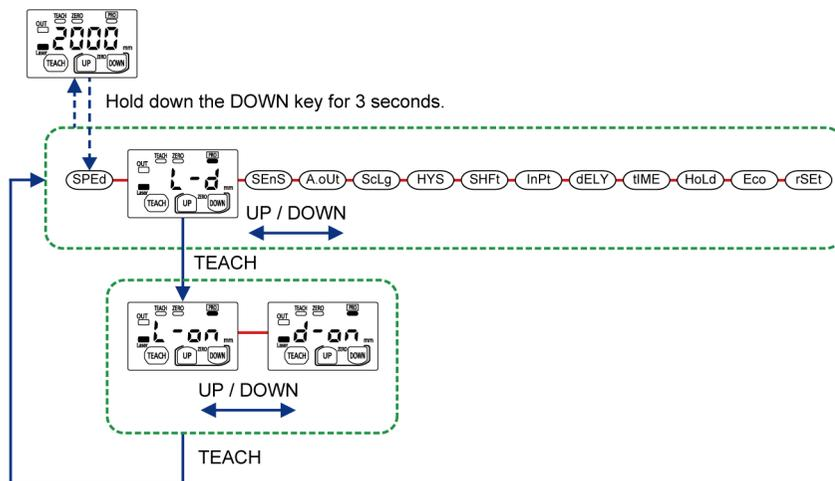 TEACH ZERO PRO
OUT
2000 mm
Laser
TEACH UP ZERO DOWN
Hold down the DOWN key for 3 seconds.
TEACH ZERO PRO
OUT
SPEd L-d mm SEnS A.oUt ScLg HYS SHFt InPt dELY tIME HoLd Eco rSEt
Laser
TEACH UP ZERO DOWN
UP / DOWN
TEACH
TEACH ZERO PRO TEACH ZERO PRO
OUT OUT
L-on mm d-on mm
Laser Laser
TEACH UP ZERO DOWN TEACH UP ZERO DOWN
UP / DOWN
TEACH